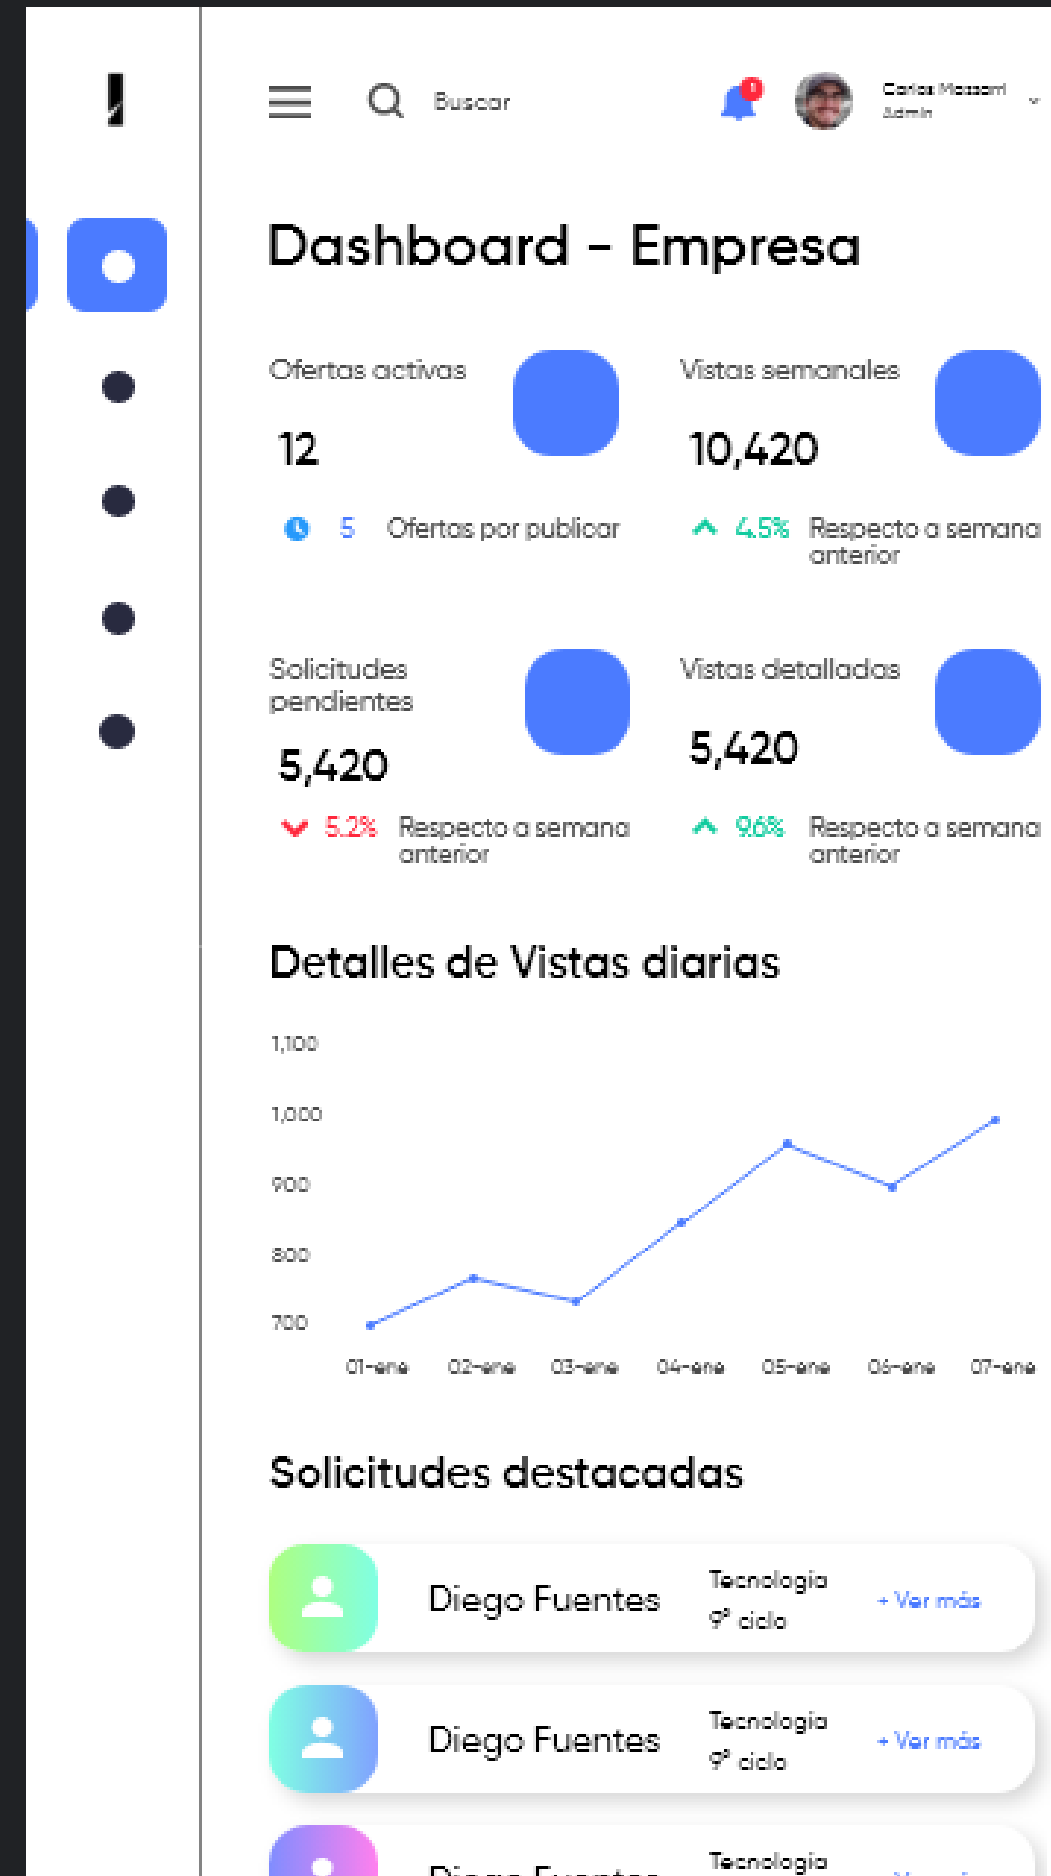 Buscar
1
Carlos Massarri
Admin
Dashboard - Empresa
Ofertas activas
12
5 Ofertas por publicar
Vistas semanales
10,420
4.5% Respecto a semana
anterior
Solicitudes
pendientes
5,420
5.2% Respecto a semana
anterior
Vistas detalladas
5,420
9.6% Respecto a semana
anterior
Detalles de Vistas diarias
1,100
1,000
900
800
700
01-ene 02-ene 03-ene 04-ene 05-ene 06-ene 07-ene
Solicitudes destacadas
Diego Fuentes
Tecnologia
9° ciclo
+ Ver más
Diego Fuentes
Tecnologia
9° ciclo
+ Ver más
Diego Fuentes
Tecnologia